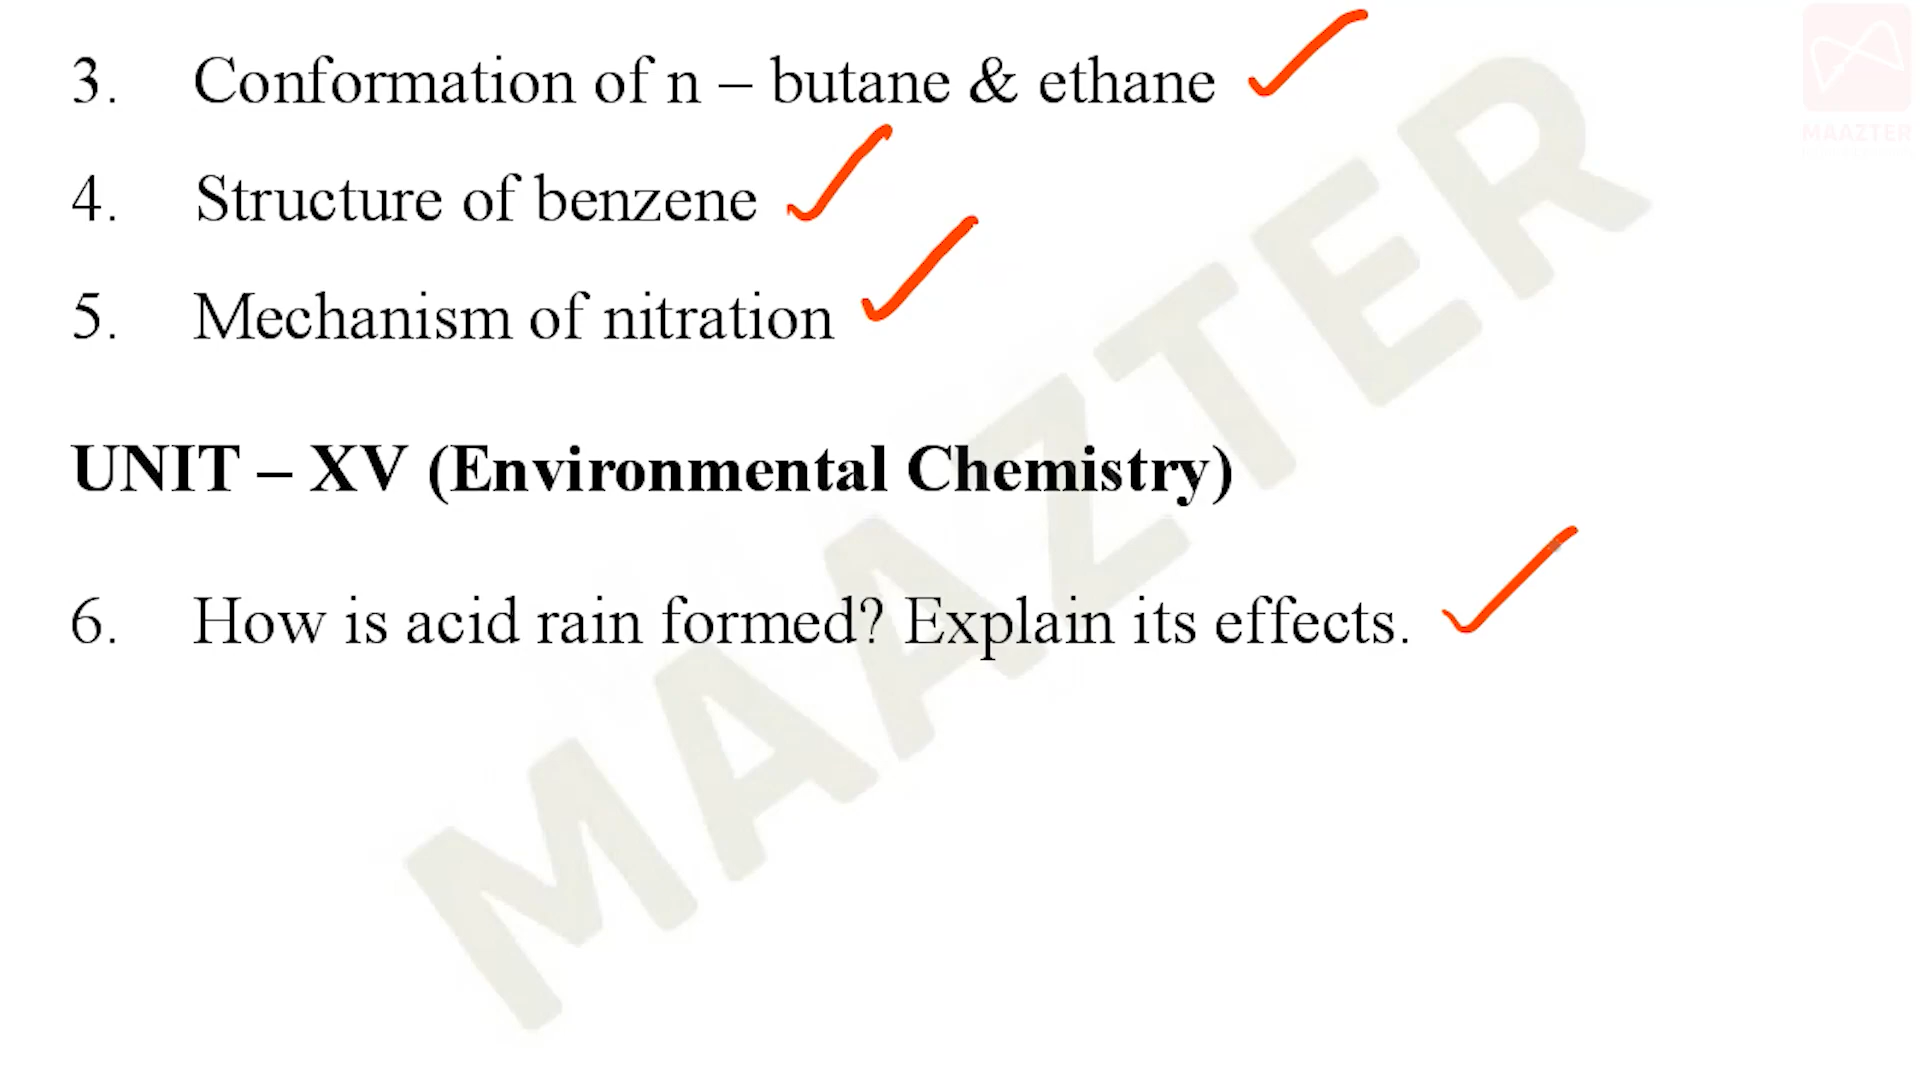 3. Conformation of n – butane & ethane
MAAZTER
4. Structure of benzene
5. Mechanism of nitration
UNIT – XV (Environmental Chemistry)
6. How is acid rain formed? Explain its effects.
MAAZTER